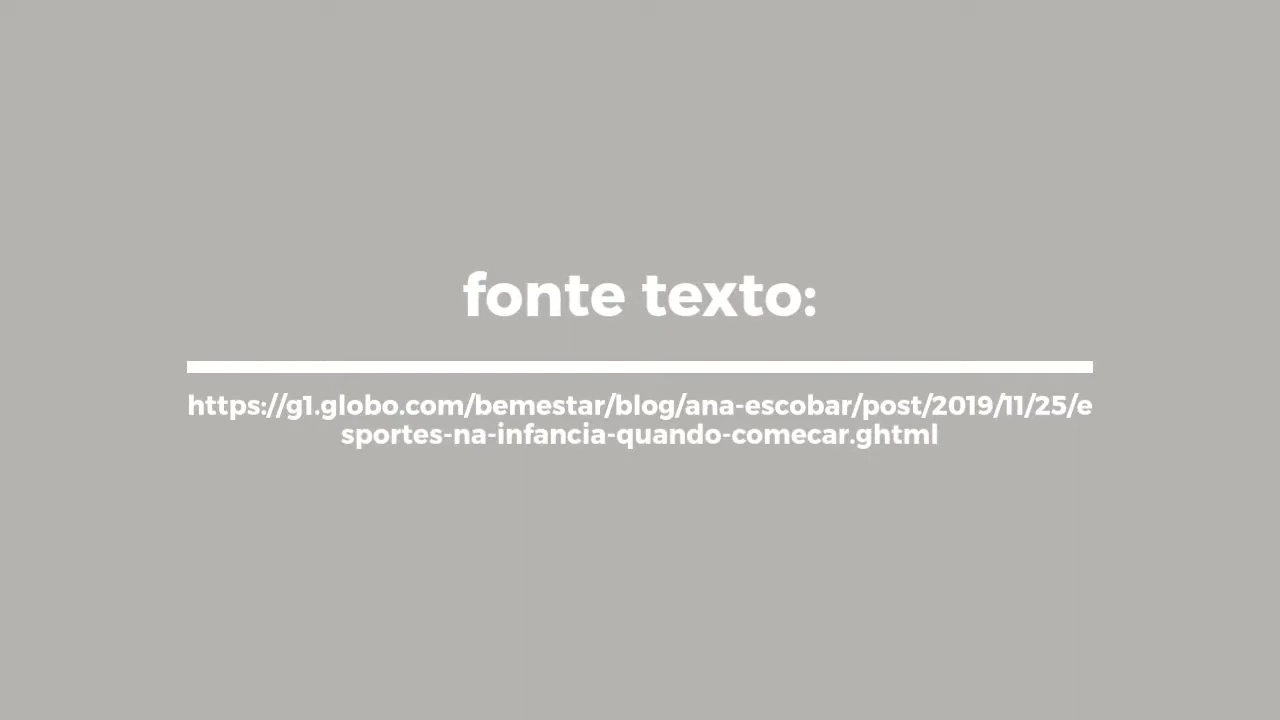 fonte texto:
https://g1.globo.com/bemestar/blog/ana-escobar/post/2019/11/25/e
sportes-na-infancia-quando-comecar.ghtml